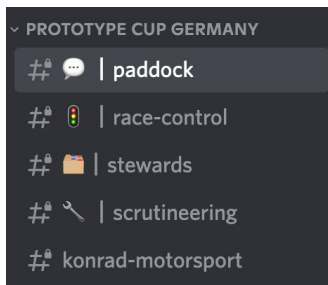 PROTOTYPE CUP GERMANY
# 💬 | paddock
# 🚦 | race-control
# 🗂️ | stewards
# 🔧 | scrutineering
# konrad-motorsport